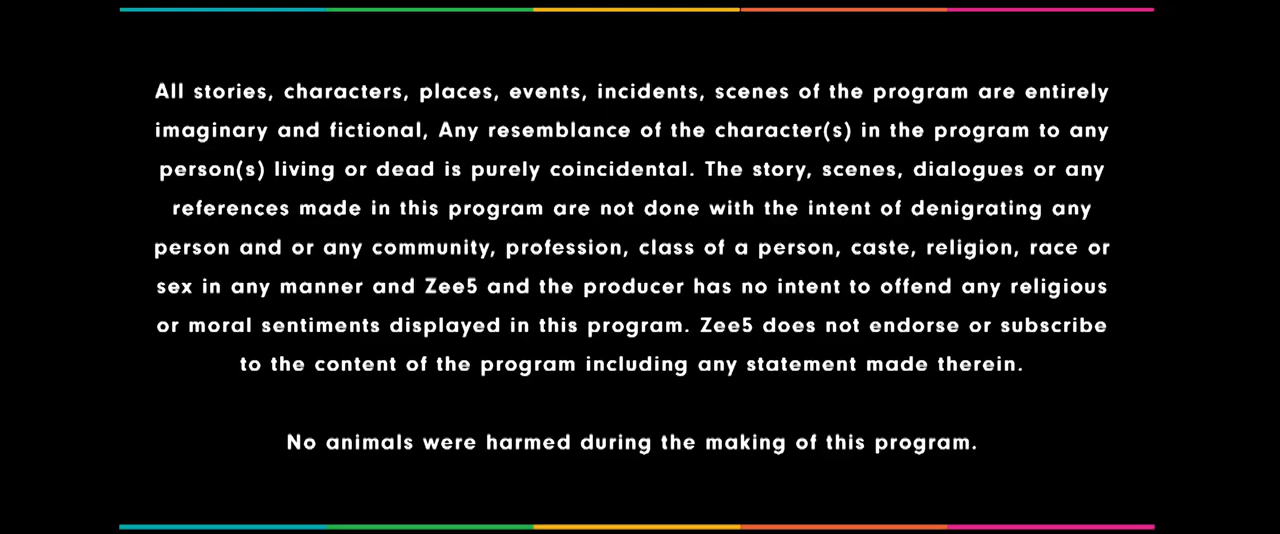 All stories, characters, places, events, incidents, scenes of the program are entirely
imaginary and fictional, Any resemblance of the character(s) in the program to any
person(s) living or dead is purely coincidental. The story, scenes, dialogues or any
references made in this program are not done with the intent of denigrating any
person and or any community, profession, class of a person, caste, religion, race or
sex in any manner and Zee5 and the producer has no intent to offend any religious
or moral sentiments displayed in this program. Zee5 does not endorse or subscribe
to the content of the program including any statement made therein.
No animals were harmed during the making of this program.